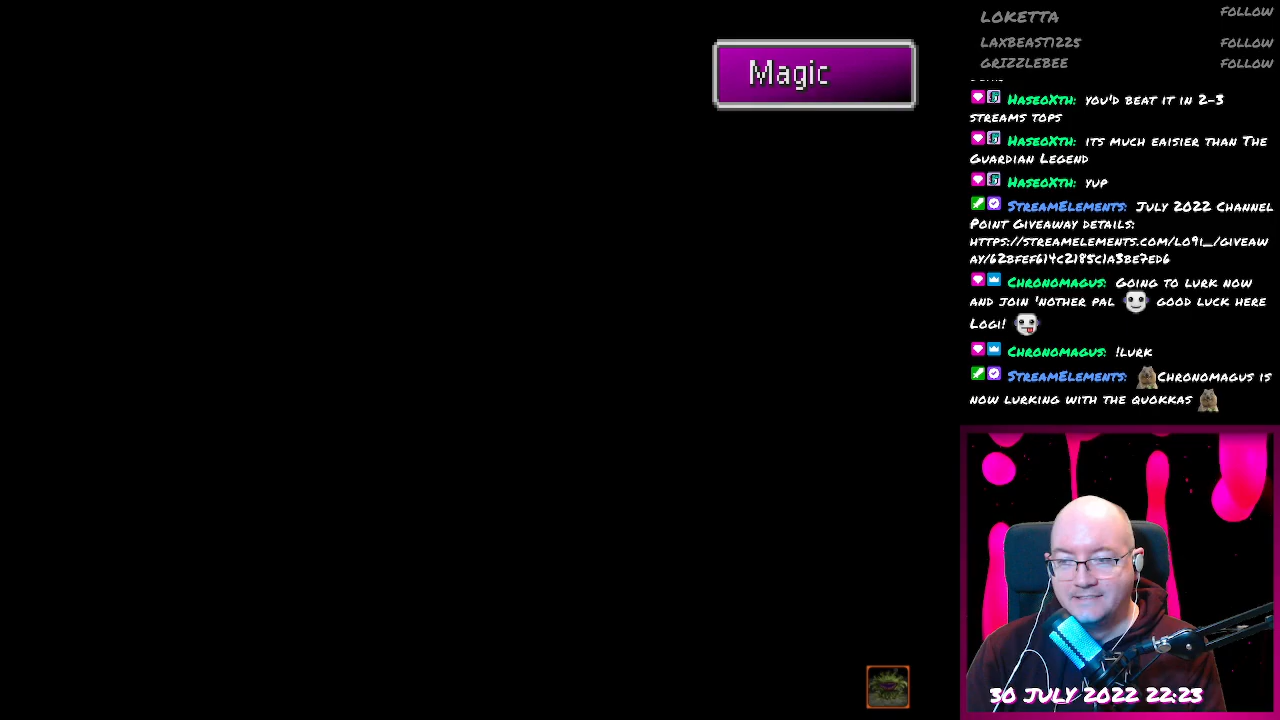 Magic
LOKETTA FOLLOW
LAXBEAST1225 FOLLOW
GRIZZLEBEE FOLLOW
HaseoXth: you'd beat it in 2-3
streams tops
HaseoXth: its much eaisier than The
Guardian Legend
HaseoXth: yup
StreamElements: July 2022 Channel
Point Giveaway details:
https://streamelements.com/lo9i_/giveaw
ay/628fef614c2185c1a3be7ed6
Chronomagus: Going to lurk now
and join 'nother pal good luck here
Logi!
Chronomagus: !lurk
StreamElements: Chronomagus is
now lurking with the quokkas
30 JULY 2022 22:23